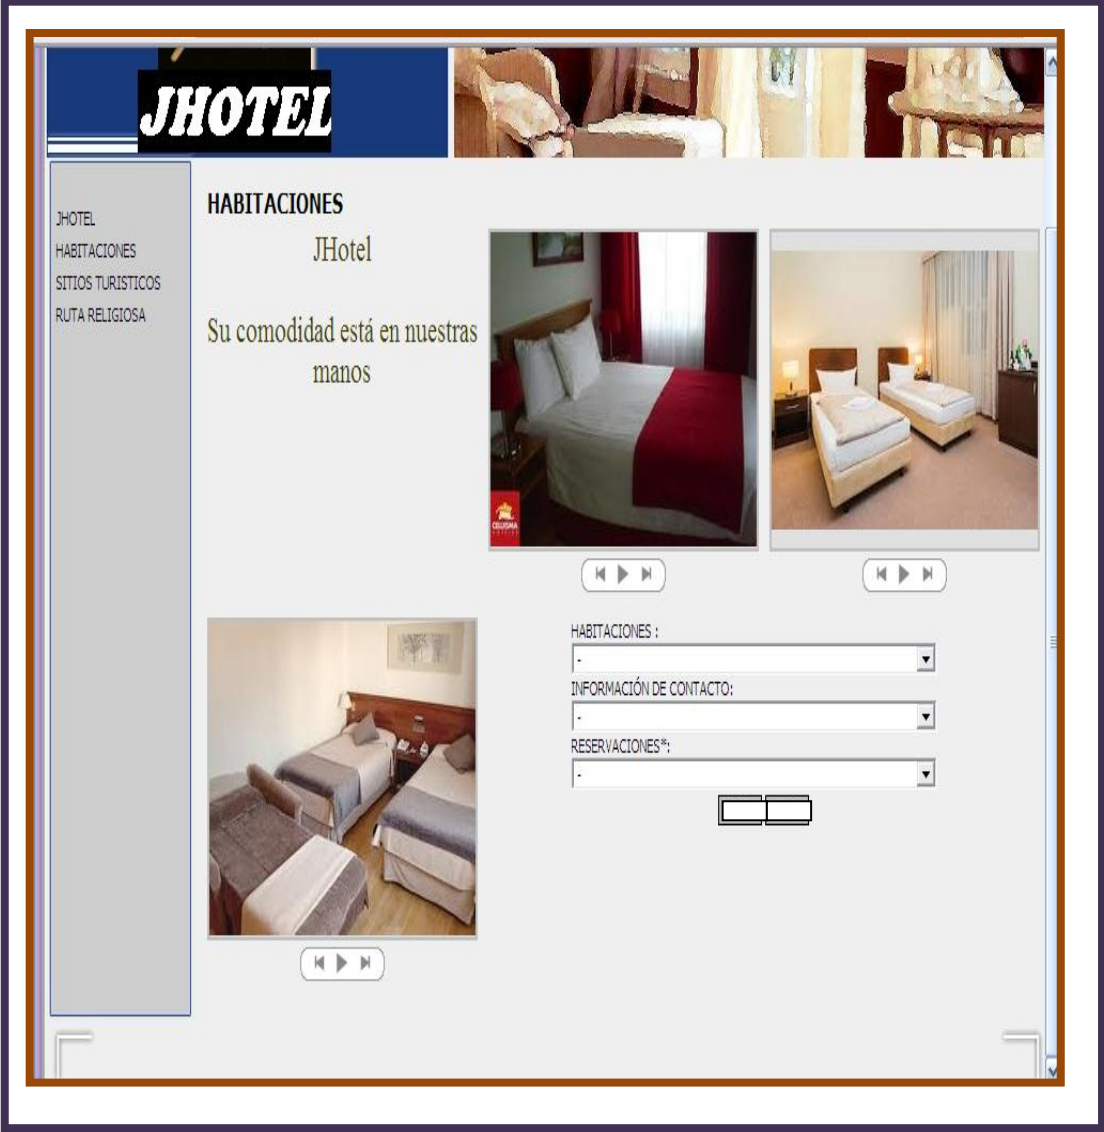 JHOTEL
JHOTEL
HABITACIONES
SITIOS TURISTICOS
RUTA RELIGIOSA
HABITACIONES
JHotel
Su comodidad está en nuestras
manos
CELUISMA
HABITACIONES :
-
INFORMACIÓN DE CONTACTO:
-
RESERVACIONES*:
-